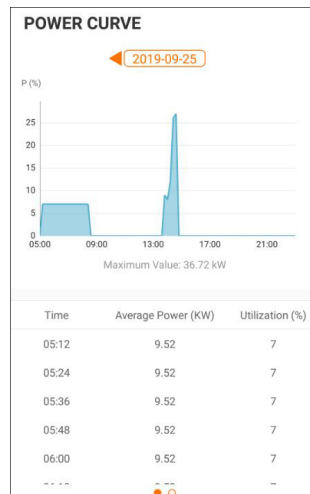 POWER CURVE
2019-09-25
P (%)
25
20
15
10
5
0
05:00 09:00 13:00 17:00 21:00
Maximum Value: 36.72 kW
Time Average Power (KW) Utilization (%)
05:12 9.52 7
05:24 9.52 7
05:36 9.52 7
05:48 9.52 7
06:00 9.52 7